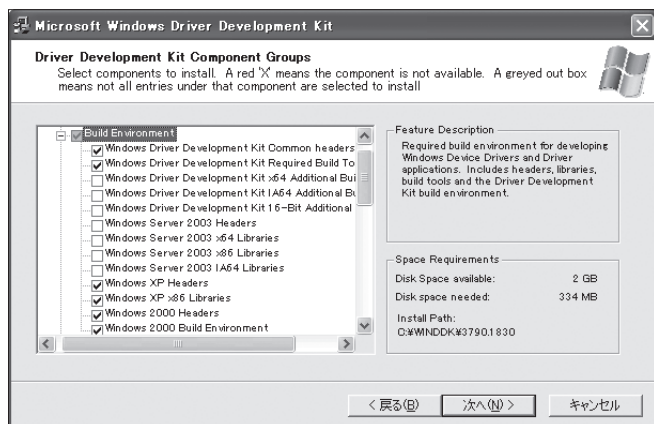 Microsoft Windows Driver Development Kit
Driver Development Kit Component Groups
Select components to install. A red 'X' means the component is not available. A greyed out box
means not all entries under that component are selected to
install
Build Environment
Windows Driver Development Kit Common headers
Windows Driver Development Kit Required Build To
Windows Driver Development Kit x64 Additional Bui
Windows Driver Development Kit IA64 Additional Bu
Windows Driver Development Kit 16-Bit Additional
Windows Server 2003 Headers
Windows Server 2003 x64 Libraries
Windows Server 2003 x86 Libraries
Windows Server 2003 IA64 Libraries
Windows XP Headers
Windows XP x86 Libraries
Windows 2000 Headers
Windows 2000 Build Environment
Feature Description
Required build environment for developing
Windows Device Drivers and Driver
applications. Includes headers, libraries,
build tools and the Driver Development
Kit build environment.
Space Requirements
Disk Space available: 2 GB
Disk space needed: 334 MB
Install Path:
C:¥WINDDK¥3790.1830
< 戻る(B)
次へ(N) >
キャンセル